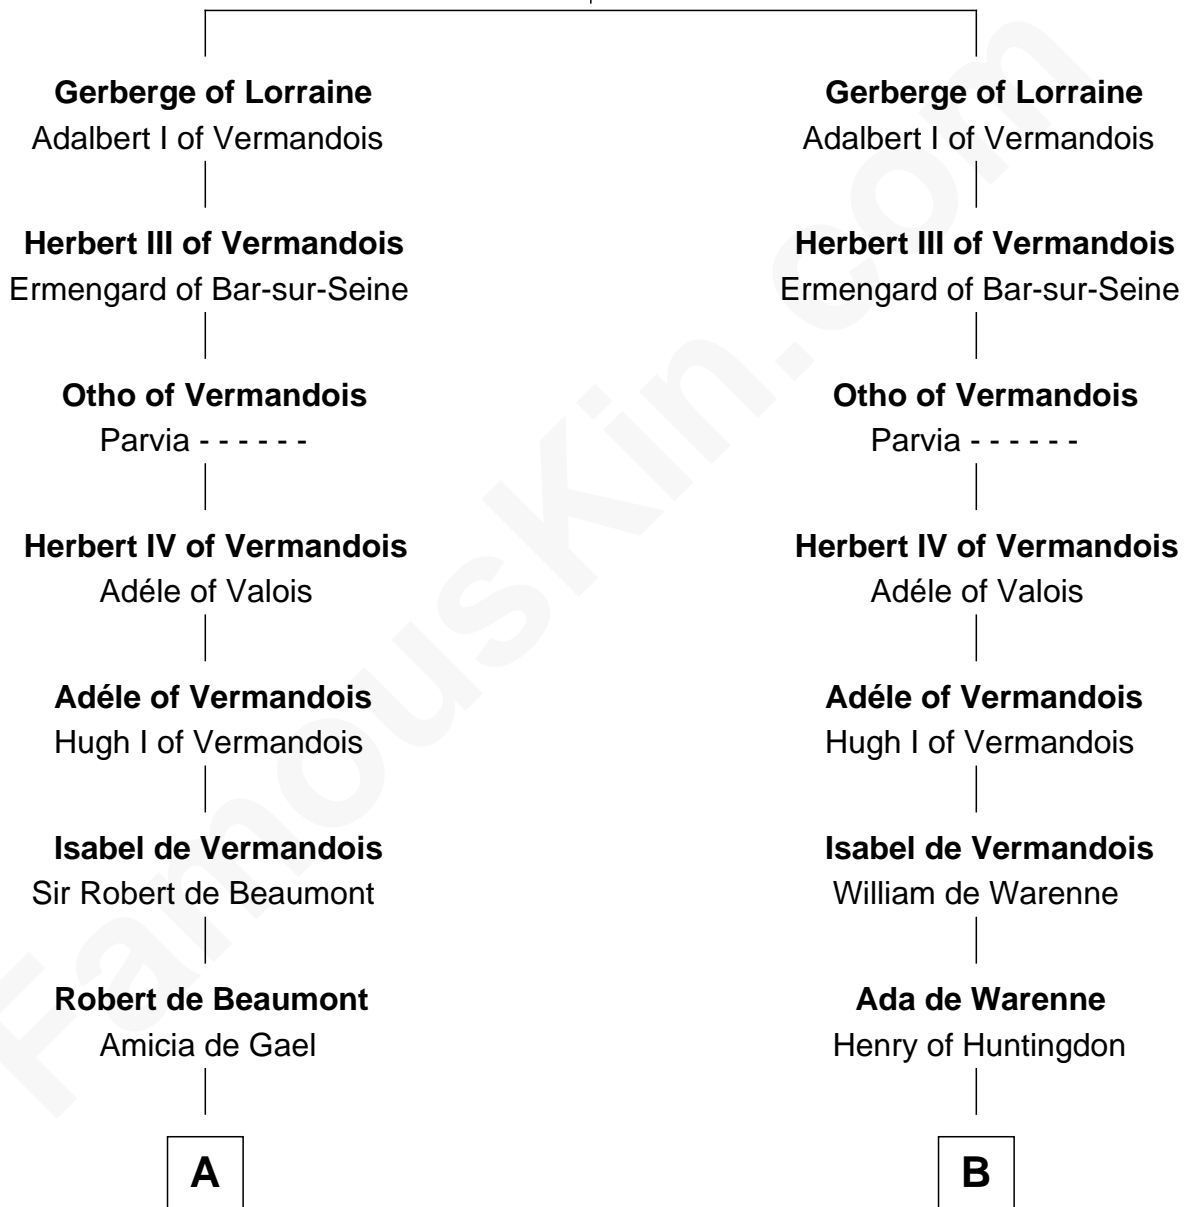 Gerberge of Lorraine
Adalbert I of Vermandois
Herbert III of Vermandois
Ermengard of Bar-sur-Seine
Otho of Vermandois
Parvia - - - - - -
Herbert IV of Vermandois
Adéle of Valois
Adéle of Vermandois
Hugh I of Vermandois
Isabel de Vermandois
Sir Robert de Beaumont
Robert de Beaumont
Amicia de Gael
A
Gerberge of Lorraine
Adalbert I of Vermandois
Herbert III of Vermandois
Ermengard of Bar-sur-Seine
Otho of Vermandois
Parvia - - - - - -
Herbert IV of Vermandois
Adéle of Valois
Adéle of Vermandois
Hugh I of Vermandois
Isabel de Vermandois
William de Warenne
Ada de Warenne
Henry of Huntingdon
B
FamousKin.com